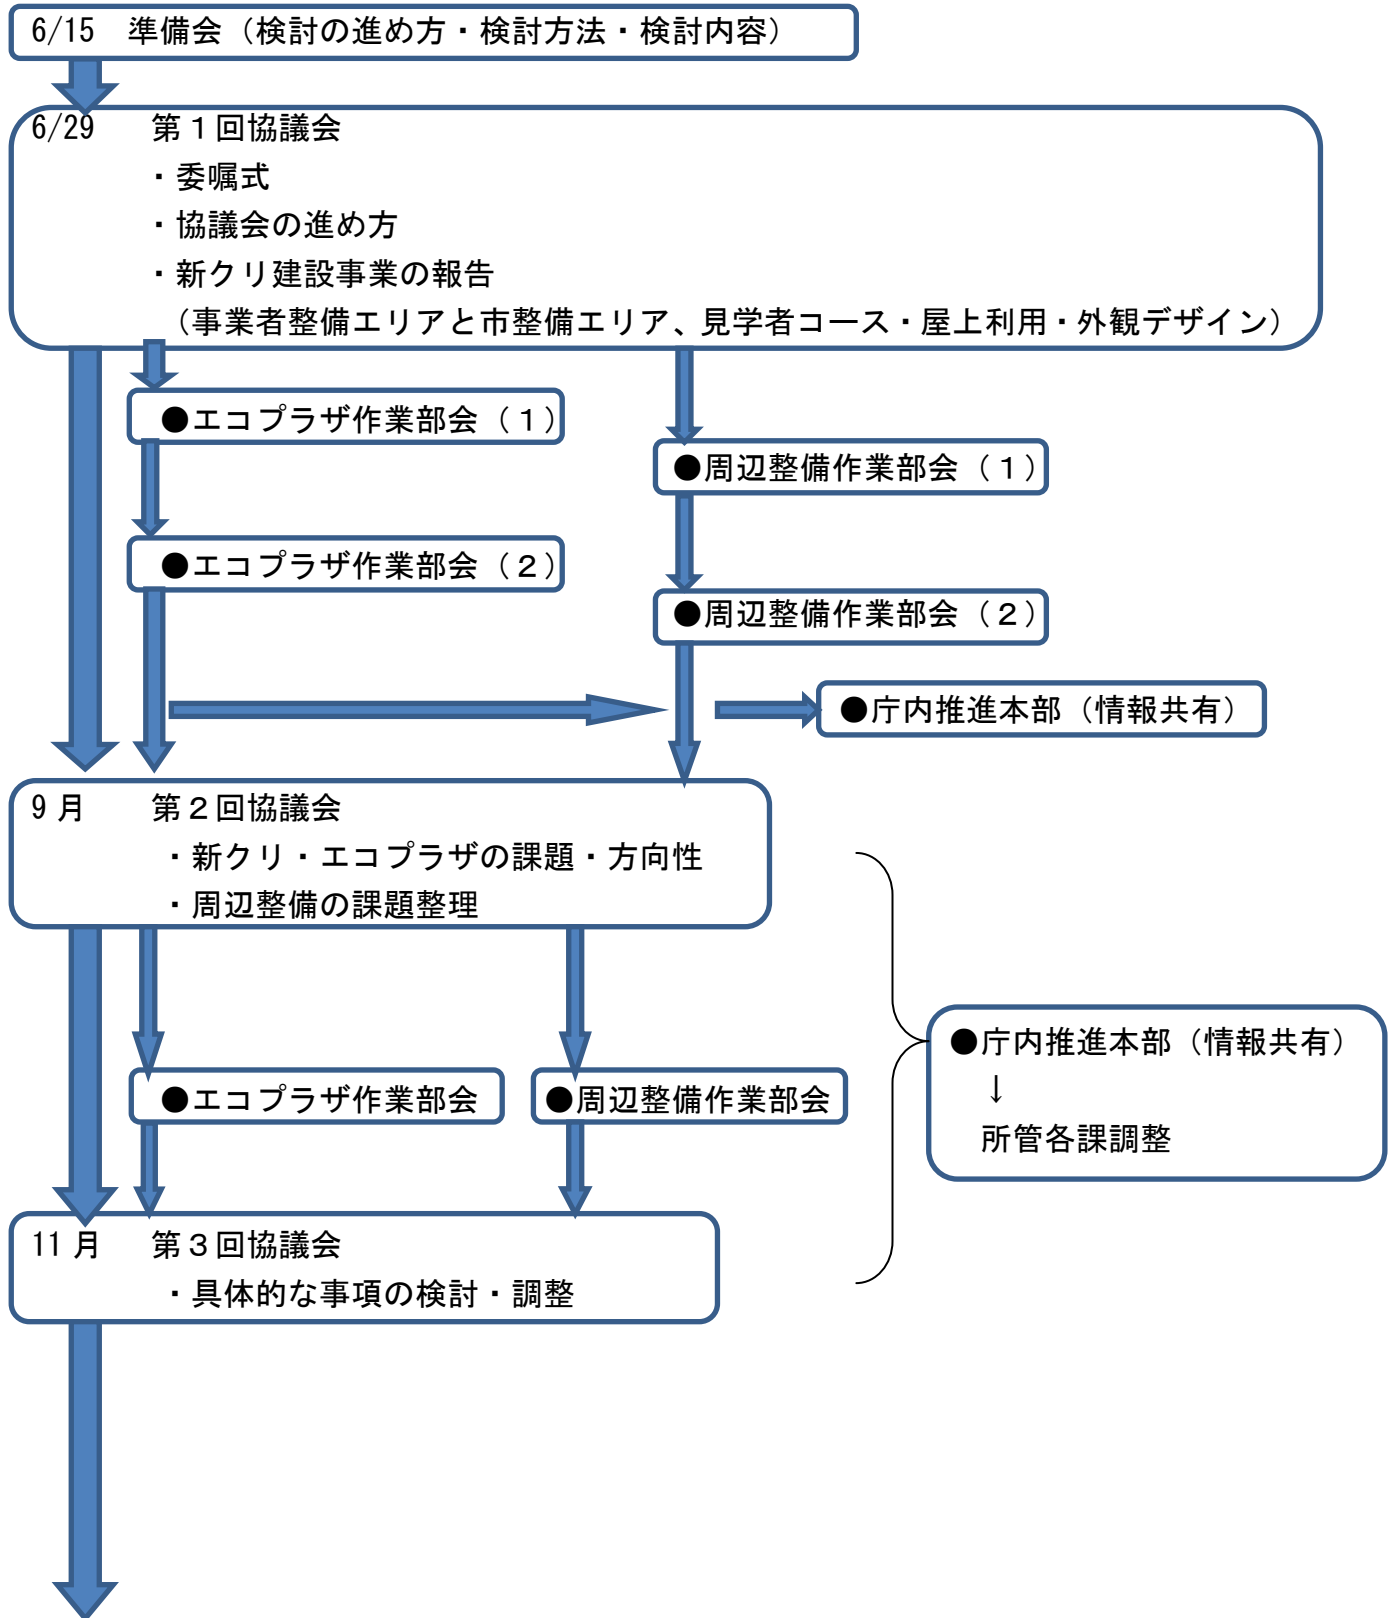 6/15　準備会（検討の進め方・検討方法・検討内容）
6/29　第１回協議会
・委嘱式
・協議会の進め方
・新クリ建設事業の報告
（事業者整備エリアと市整備エリア、見学者コース・屋上利用・外観デザイン）
●エコプラザ作業部会（１）
●周辺整備作業部会（１）
●エコプラザ作業部会（２）
●周辺整備作業部会（２）
●庁内推進本部（情報共有）
9月　第２回協議会
・新クリ・エコプラザの課題・方向性
・周辺整備の課題整理
●庁内推進本部（情報共有）
↓
所管各課調整
●エコプラザ作業部会
●周辺整備作業部会
11月　第３回協議会
・具体的な事項の検討・調整